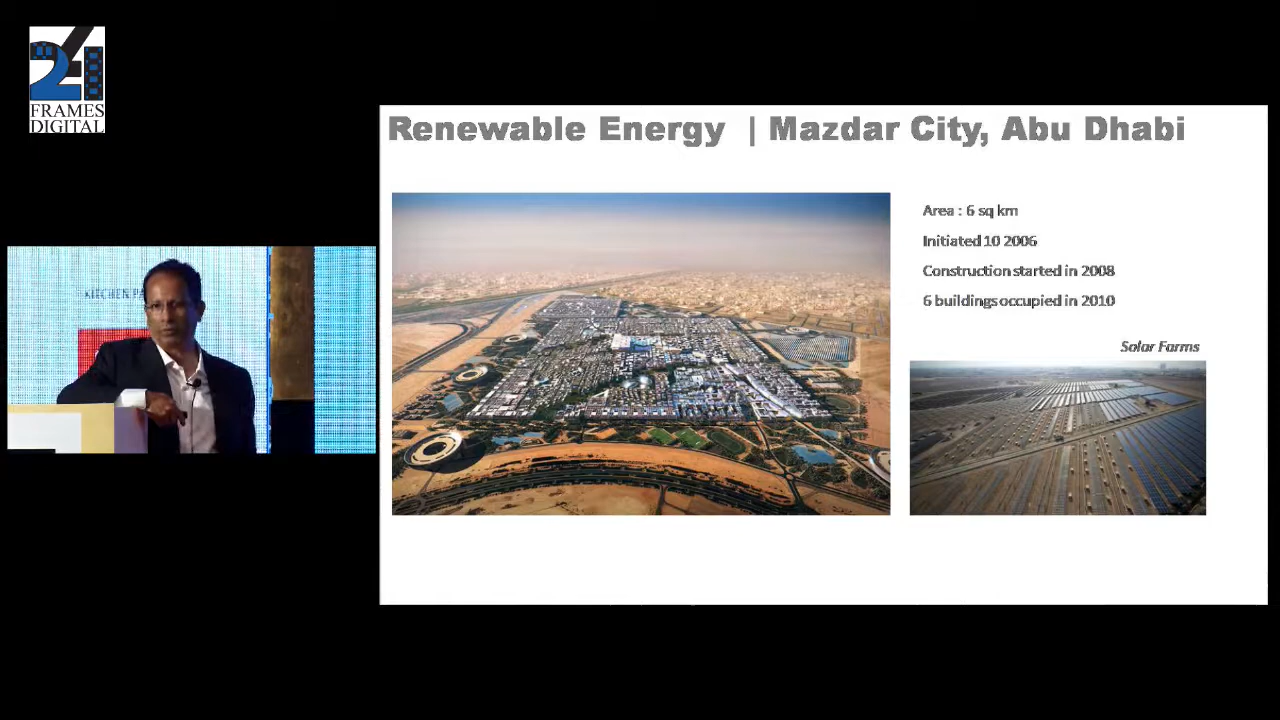 24
FRAMES
DIGITAL
Renewable Energy | Mazdar City, Abu Dhabi
Area : 6 sq km
Initiated 10 2006
Construction started in 2008
6 buildings occupied in 2010
Solar Farms
KITCHEN